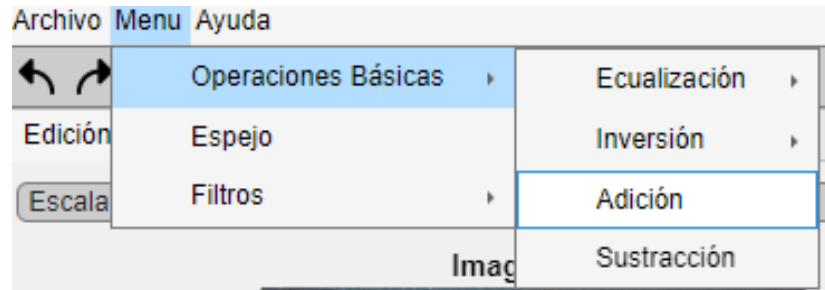 Archivo Menu Ayuda
Operaciones Básicas
Ecualización
Edición
Espejo
Inversión
Escala
Filtros
Adición
Imag
Sustracción